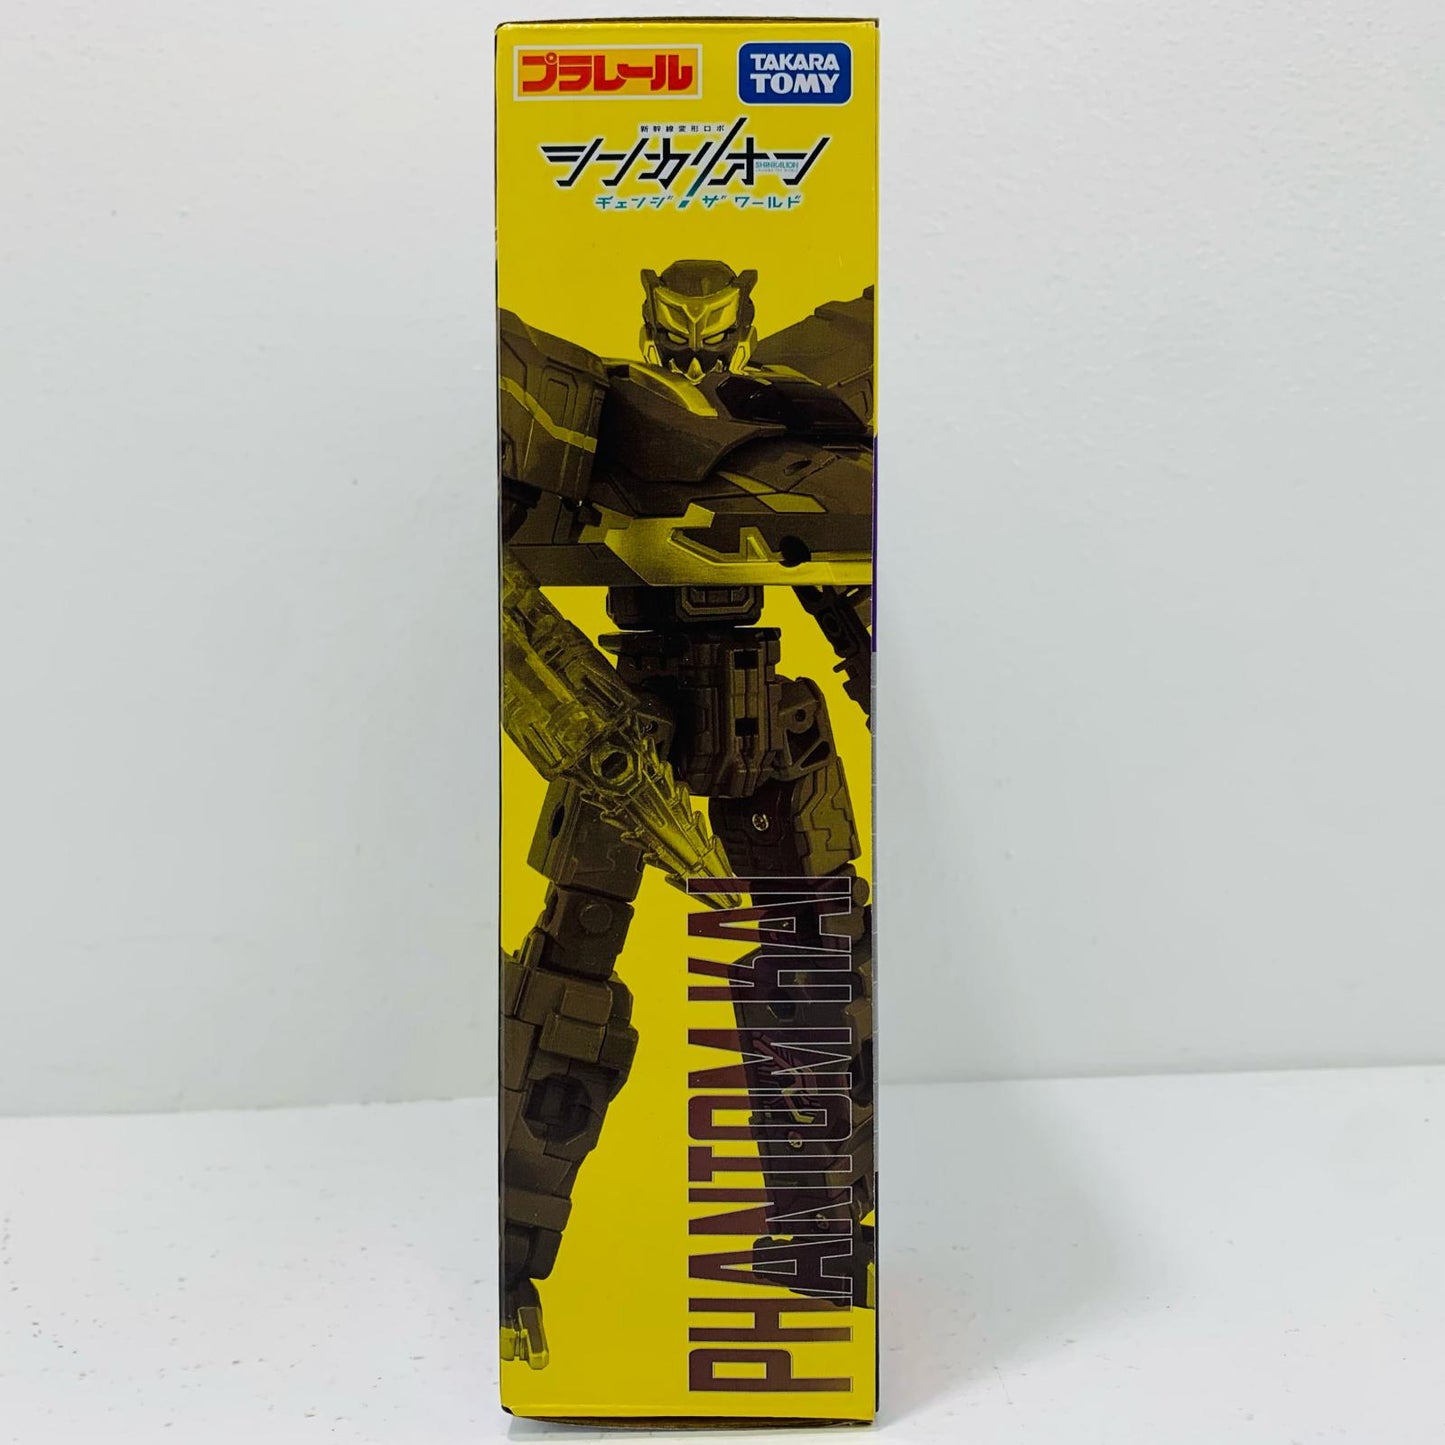 プラレール
TAKARA
TOMY
新幹線変形ロボ
シンカリオン
SHINKALION
CHANGE THE WORLD
チェンジ ザ ワールド
PHANTOM KAI